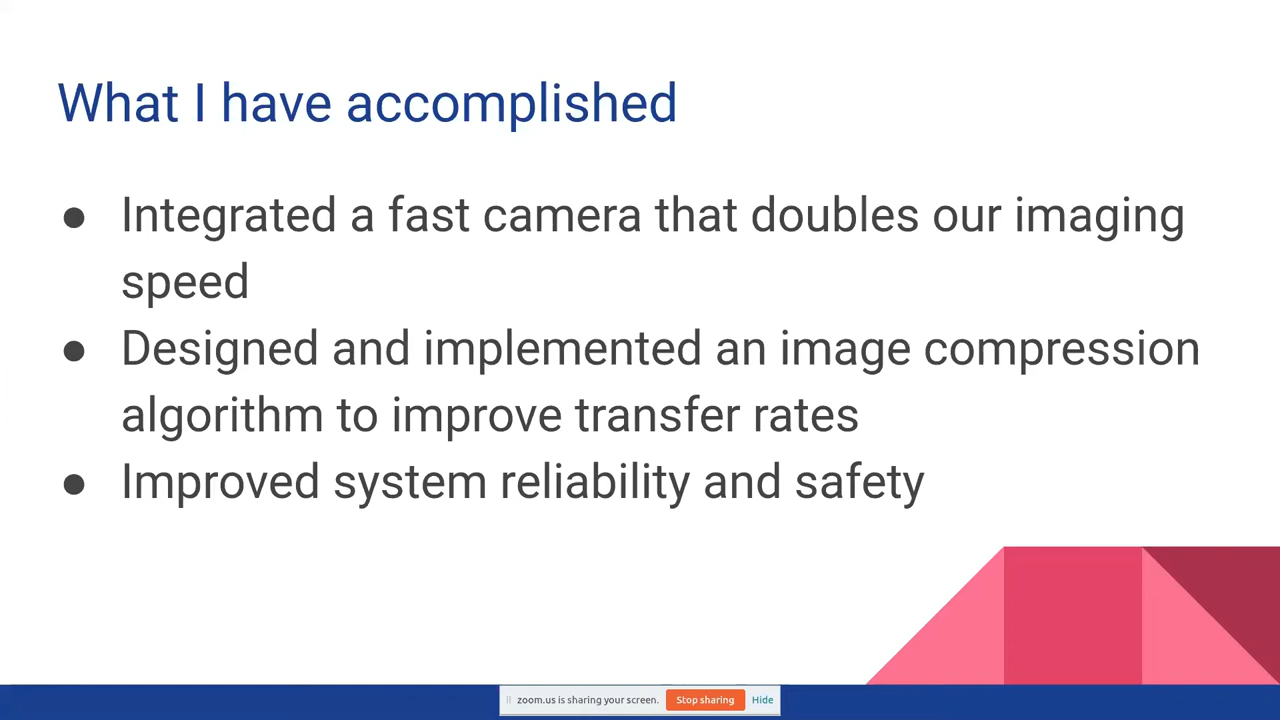 What I have accomplished
● Integrated a fast camera that doubles our imaging
speed
● Designed and implemented an image compression
algorithm to improve transfer rates
● Improved system reliability and safety
zoom.us is sharing your screen. Stop sharing Hide